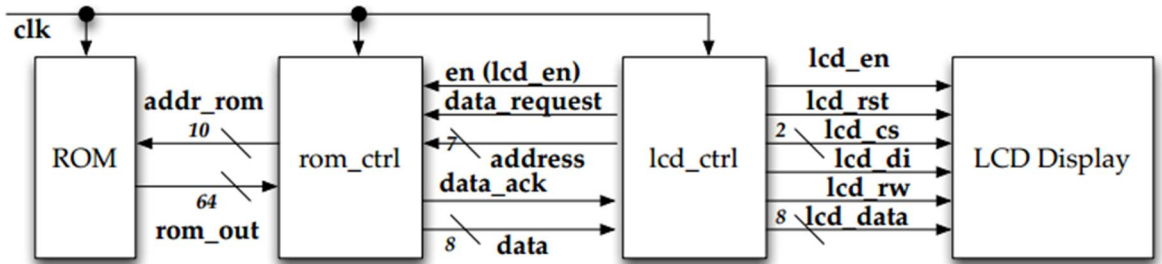 clk
ROM
addr_rom
10
64
rom_out
rom_ctrl
en (lcd_en)
data_request
7
address
data_ack
8
data
lcd_ctrl
lcd_en
lcd_rst
2
lcd_cs
lcd_di
lcd_rw
8
lcd_data
LCD Display